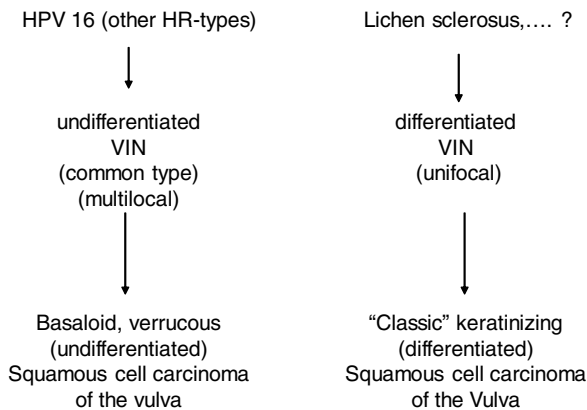 HPV 16 (other HR-types)
undifferentiated
VIN
(common type)
(multilocal)
Basaloid, verrucous
(undifferentiated)
Squamous cell carcinoma
of the vulva
Lichen sclerosus,.... ?
differentiated
VIN
(unifocal)
“Classic” keratinizing
(differentiated)
Squamous cell carcinoma
of the Vulva